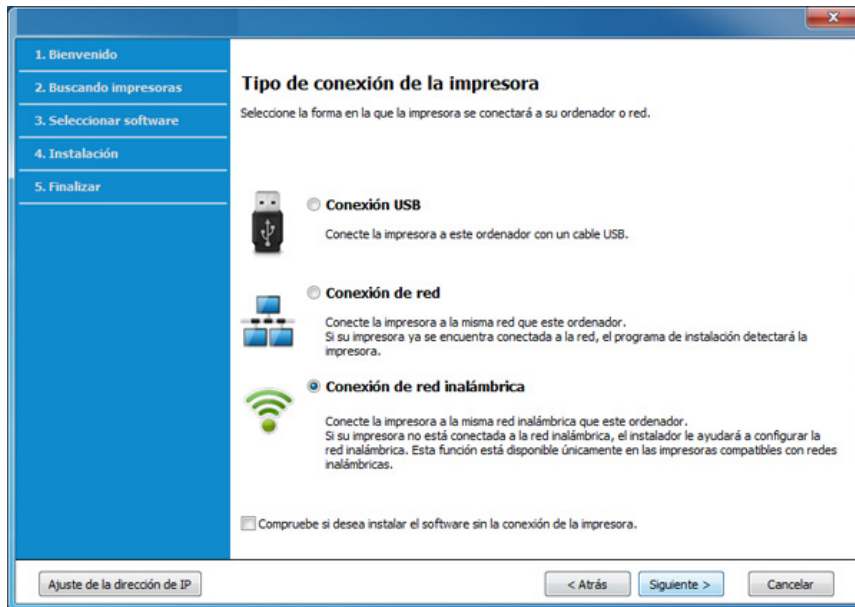 1. Bienvenido
2. Buscando impresoras
3. Seleccionar software
4. Instalación
5. Finalizar
Tipo de conexión de la impresora
Seleccione la forma en la que la impresora se conectará a su ordenador o red.
Conexión USB
Conecte la impresora a este ordenador con un cable USB.
Conexión de red
Conecte la impresora a la misma red que este ordenador.
Si su impresora ya se encuentra conectada a la red, el programa de instalación detectará la
impresora.
Conexión de red inalámbrica
Conecte la impresora a la misma red inalámbrica que este ordenador.
Si su impresora no está conectada a la red inalámbrica, el instalador le ayudará a configurar la
red inalámbrica. Esta función está disponible únicamente en las impresoras compatibles con redes
inalámbricas.
Compruebe si desea instalar el software sin la conexión de la impresora.
Ajuste de la dirección de IP
< Atrás
Siguiente >
Cancelar